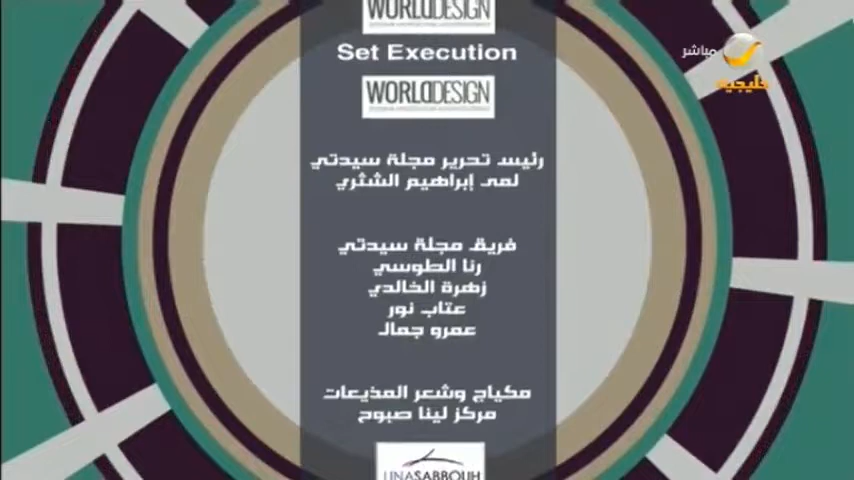 WORLDDESIGN
Set Execution
WORLDDESIGN
مباشر
خليجية
رئيس تحرير مجلة سيدتي
لمى إبراهيم الشثري
فريق مجلة سيدتي
رنا الطوسي
زهرة الخالدي
عتاب نور
عمرو جمال
مكياج وشعر المذيعات
مركز لينا صبوح
LINASABBOUH